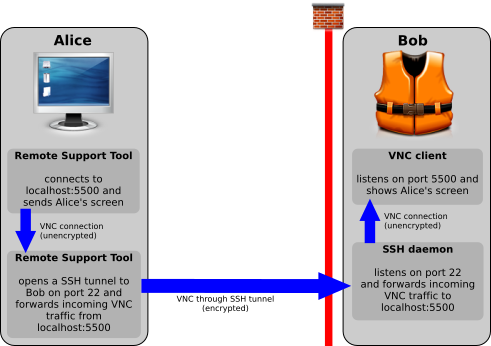 Alice
Remote Support Tool
connects to
localhost:5500 and
sends Alice's screen
VNC connection
(unencrypted)
Remote Support Tool
opens a SSH tunnel to
Bob on port 22 and
forwards incoming VNC
traffic from
localhost:5500
VNC through SSH tunnel
(encrypted)
Bob
VNC client
listens on port 5500 and
shows Alice's screen
VNC connection
(unencrypted)
SSH daemon
listens on port 22
and forwards incoming
VNC traffic to
localhost:5500